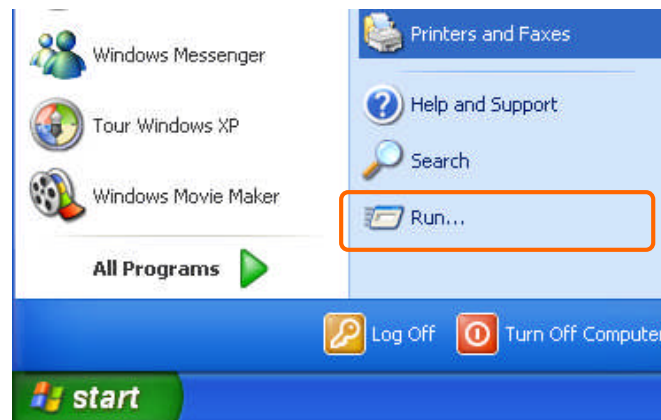 Windows Messenger
Tour Windows XP
Windows Movie Maker
All Programs
Printers and Faxes
Help and Support
Search
Run...
Log Off
Turn Off Computer
start